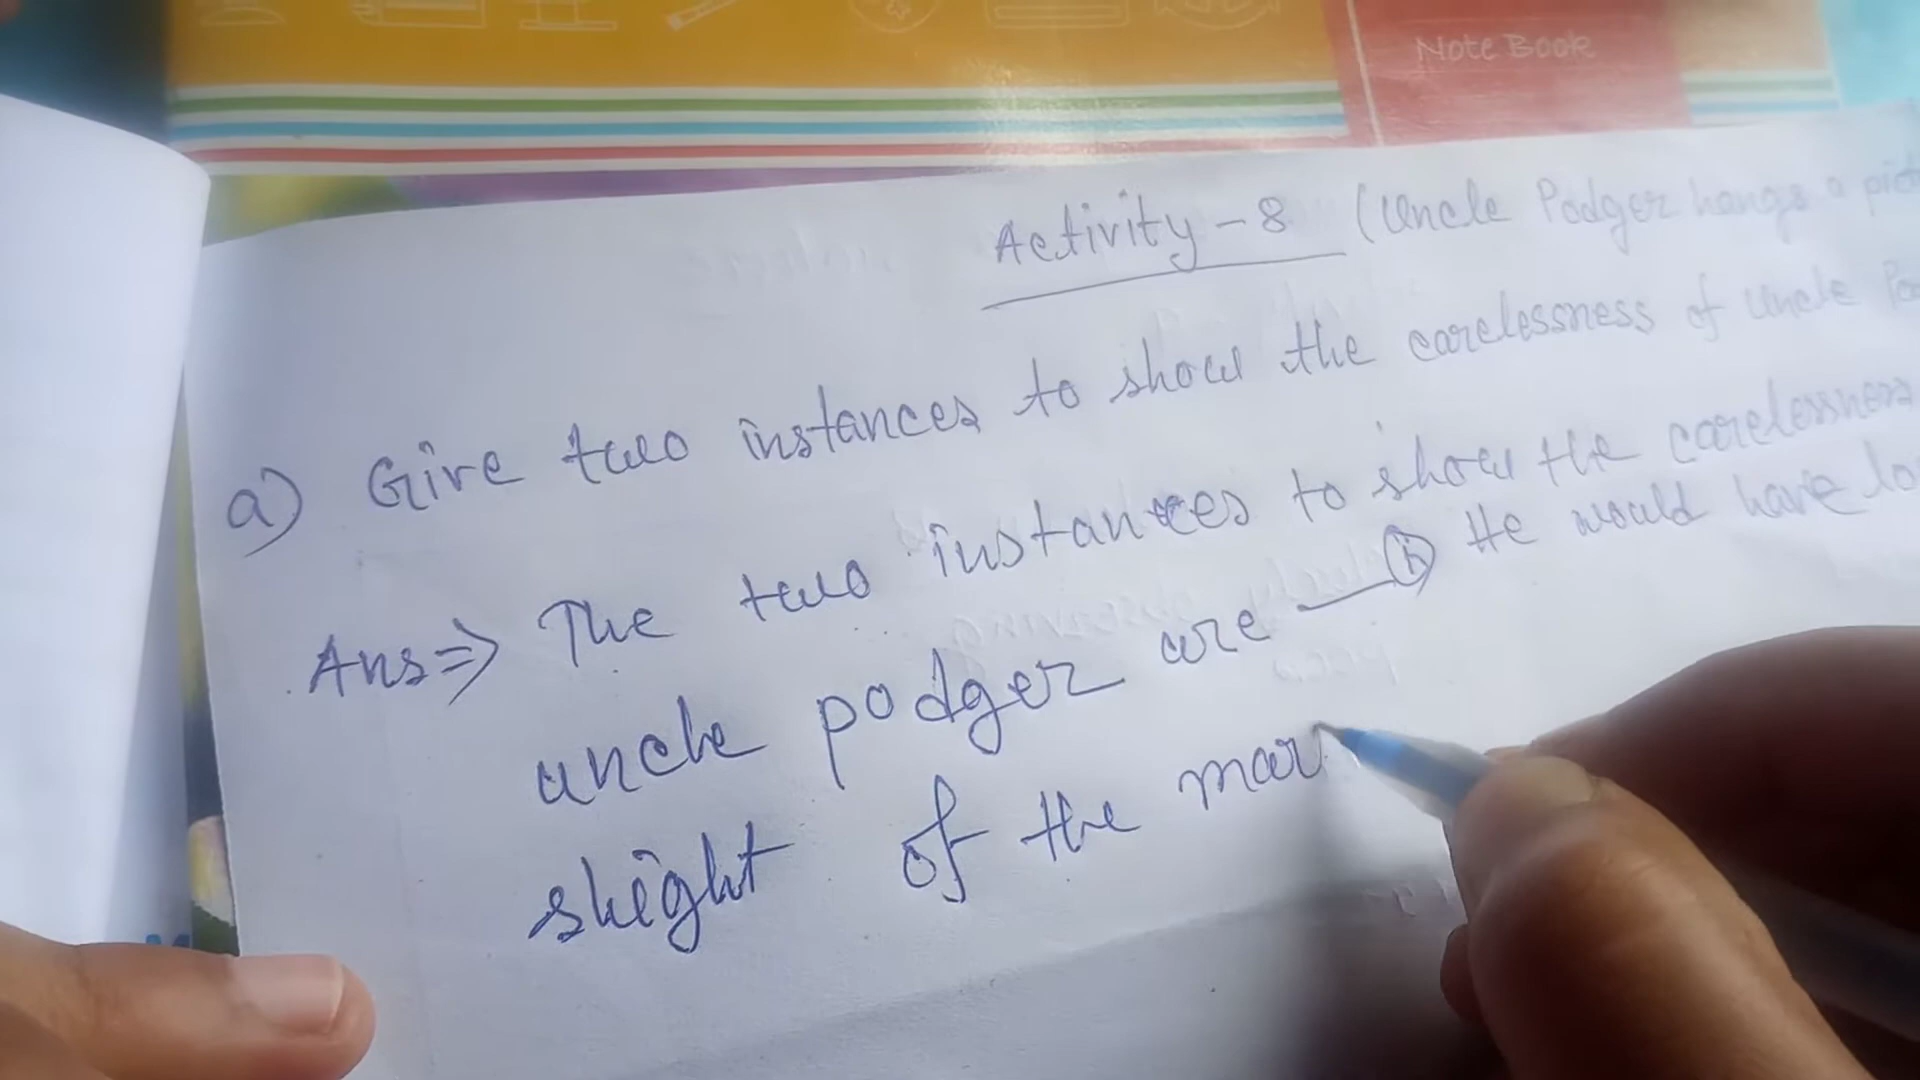 Note Book
Activity - 8 (Uncle Podger hangs a
a) Give two instances to show the carelessness of Uncle
Ans => The two instances to show the carelessness
uncle podger are — He would have
slight of the mar